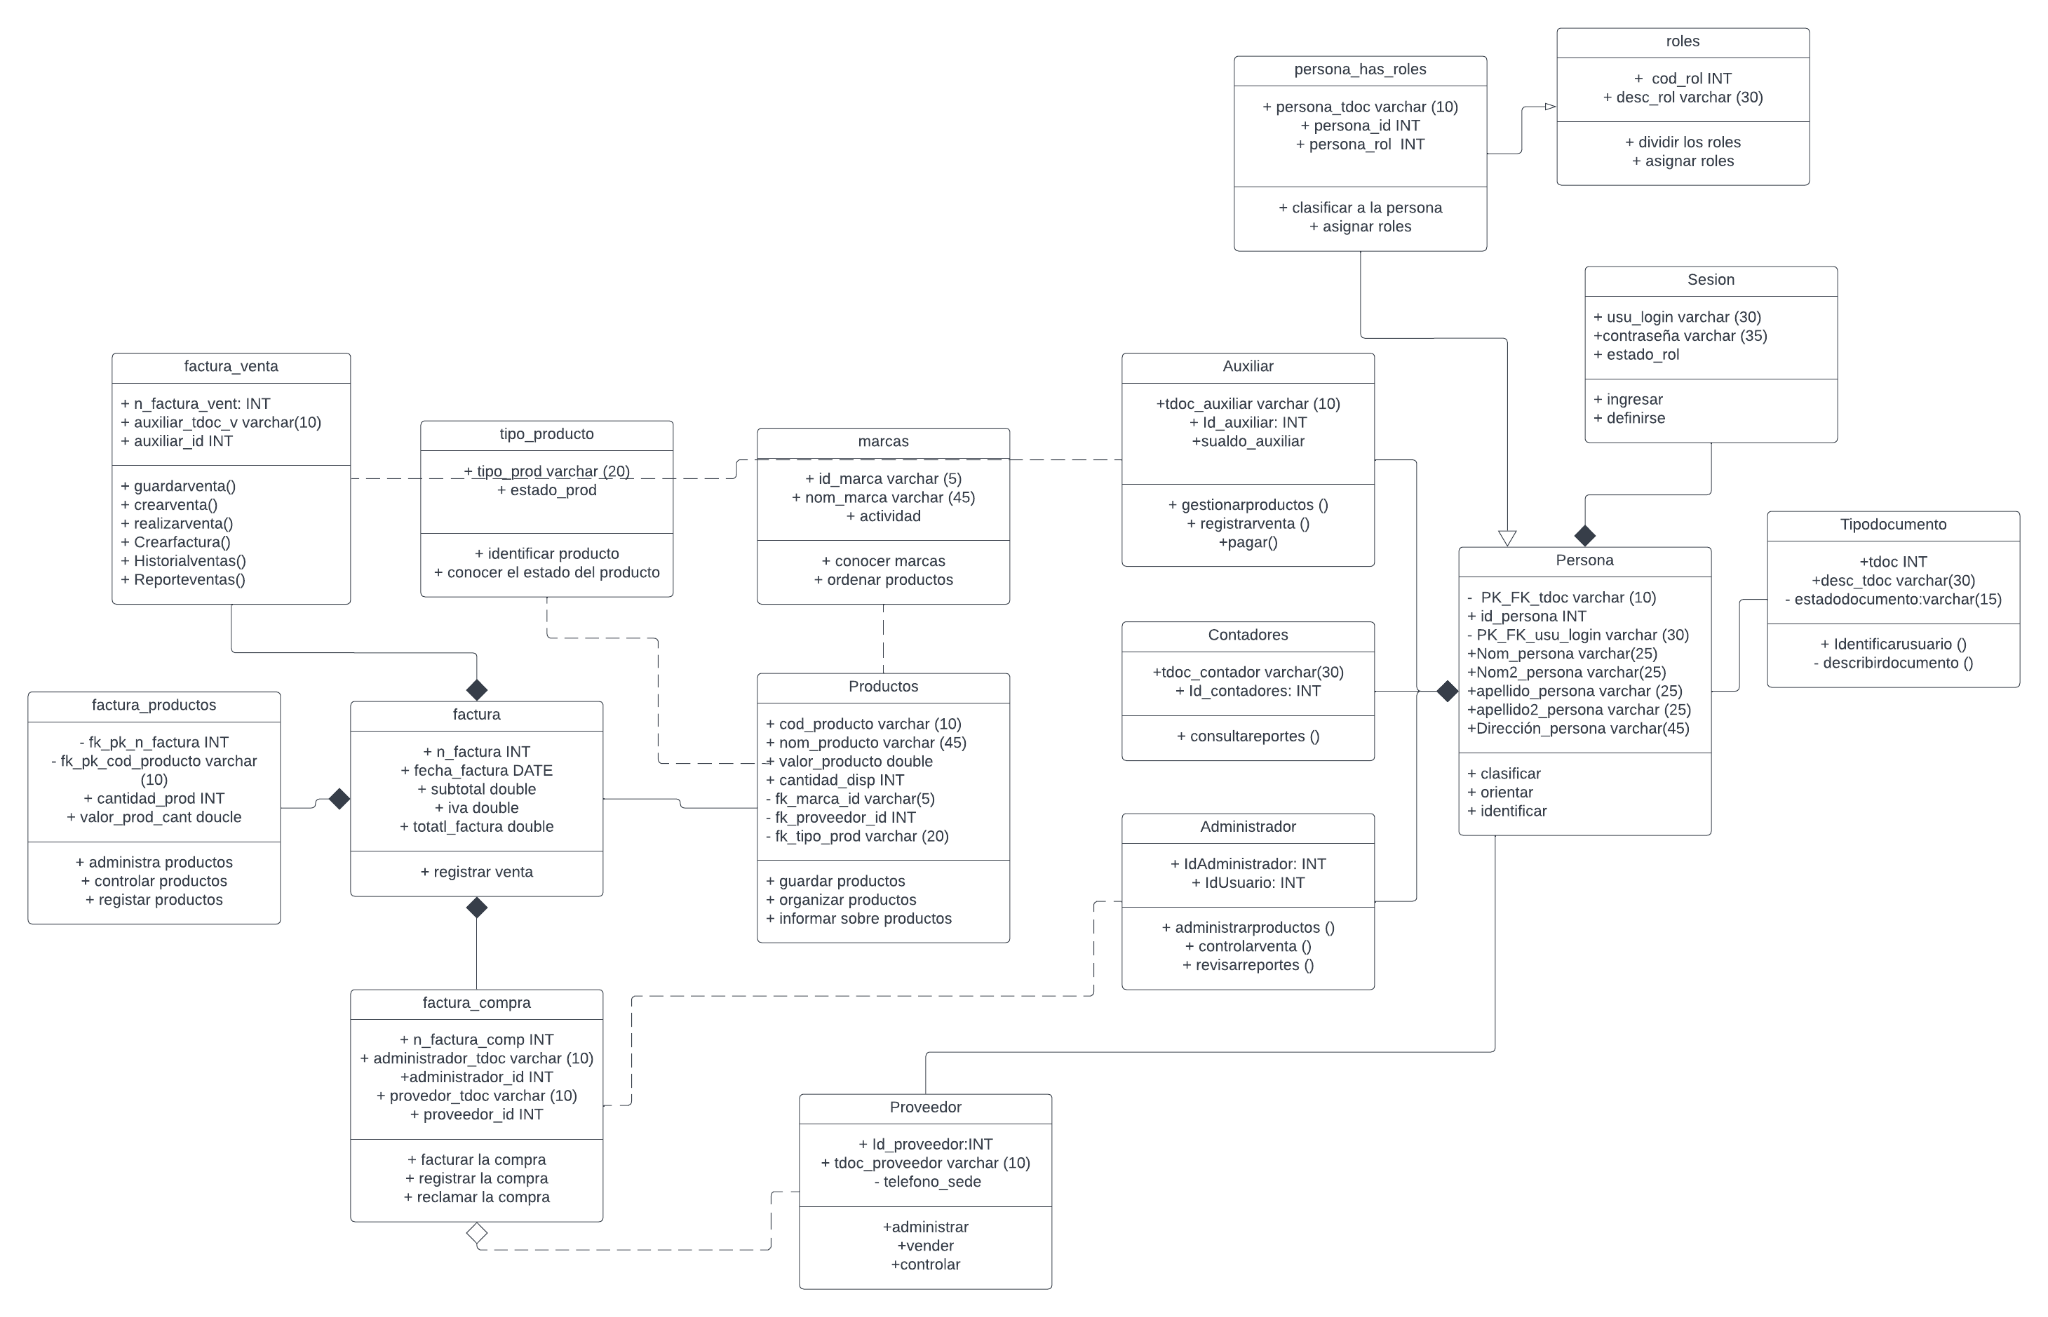 roles
+  cod_rol INT
+ desc_rol varchar (30)
+ dividir los roles
+ asignar roles
persona_has_roles
+ persona_tdoc varchar (10)
+ persona_id INT
+ persona_rol  INT
+ clasificar a la persona
+ asignar roles
Sesion
+ usu_login varchar (30)
+contraseña varchar (35)
+ estado_rol
+ ingresar
+ definirse
factura_venta
+ n_factura_vent: INT
+ auxiliar_tdoc_v varchar(10)
+ auxiliar_id INT
+ guardarventa()
+ crearventa()
+ realizarventa()
+ Crearfactura()
+ Historialventas()
+ Reporteventas()
tipo_producto
+ tipo_prod varchar (20)
+ estado_prod
+ identificar producto
+ conocer el estado del producto
marcas
+ id_marca varchar (5)
+ nom_marca varchar (45)
+ actividad
+ conocer marcas
+ ordenar productos
Auxiliar
+tdoc_auxiliar varchar (10)
+ Id_auxiliar: INT
+sualdo_auxiliar
+ gestionarproductos ()
+ registrarventa ()
+pagar()
Tipodocumento
+tdoc INT
+desc_tdoc varchar(30)
- estadodocumento:varchar(15)
+ Identificarusuario ()
- describirdocumento ()
Persona
-  PK_FK_tdoc varchar (10)
+ id_persona INT
- PK_FK_usu_login varchar (30)
+Nom_persona varchar(25)
+Nom2_persona varchar(25)
+apellido_persona varchar (25)
+apellido2_persona varchar (25)
+Dirección_persona varchar(45)
+ clasificar
+ orientar
+ identificar
Contadores
+tdoc_contador varchar(30)
+ Id_contadores: INT
+ consultareportes ()
factura_productos
- fk_pk_n_factura INT
- fk_pk_cod_producto varchar
(10)
+ cantidad_prod INT
+ valor_prod_cant doucle
+ administra productos
+ controlar productos
+ registar productos
factura
+ n_factura INT
+ fecha_factura DATE
+ subtotal double
+ iva double
+ totatl_factura double
+ registrar venta
Productos
+ cod_producto varchar (10)
+ nom_producto varchar (45)
+ valor_producto double
+ cantidad_disp INT
- fk_marca_id varchar(5)
- fk_proveedor_id INT
- fk_tipo_prod varchar (20)
+ guardar productos
+ organizar productos
+ informar sobre productos
Administrador
+ IdAdministrador: INT
+ IdUsuario: INT
+ administrarproductos ()
+ controlarventa ()
+ revisarreportes ()
factura_compra
+ n_factura_comp INT
+ administrador_tdoc varchar (10)
+administrador_id INT
+ provedor_tdoc varchar (10)
+ proveedor_id INT
+ facturar la compra
+ registrar la compra
+ reclamar la compra
Proveedor
+ Id_proveedor:INT
+ tdoc_proveedor varchar (10)
- telefono_sede
+administrar
+vender
+controlar